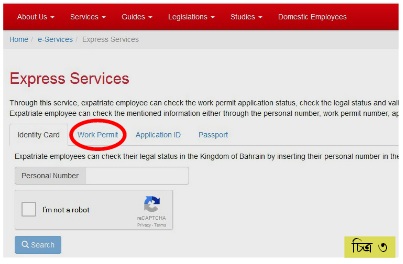 About Us Services Guides Legislations Studies Domestic Employees
Home / e-Services / Express Services
Express Services
Through this service, expatriate employee can check the work permit application status, check the legal status and vali
Expatriate employee can check the mentioned information either through the personal number, work permit number, ap
Identity Card Work Permit Application ID Passport
Expatriate employees can check their legal status in the Kingdom of Bahrain by inserting their personal number in the
Personal Number
I'm not a robot
reCAPTCHA
Privacy - Terms
Search
চিত্র ৩